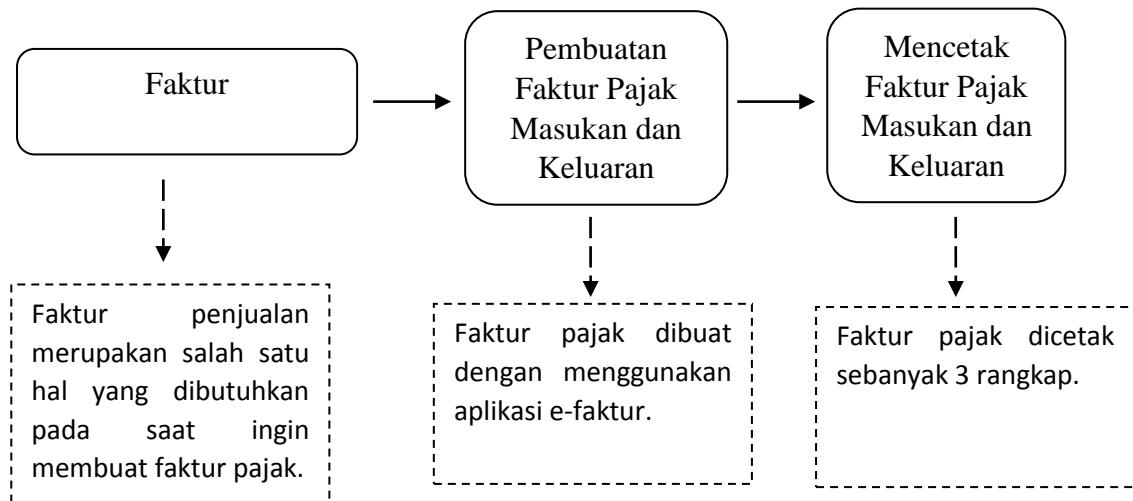 Faktur
Pembuatan
Faktur Pajak
Masukan dan
Keluaran
Mencetak
Faktur Pajak
Masukan dan
Keluaran
Faktur penjualan
merupakan salah satu
hal yang dibutuhkan
pada saat ingin
membuat faktur pajak.
Faktur pajak dibuat
dengan menggunakan
aplikasi e-faktur.
Faktur pajak dicetak
sebanyak 3 rangkap.